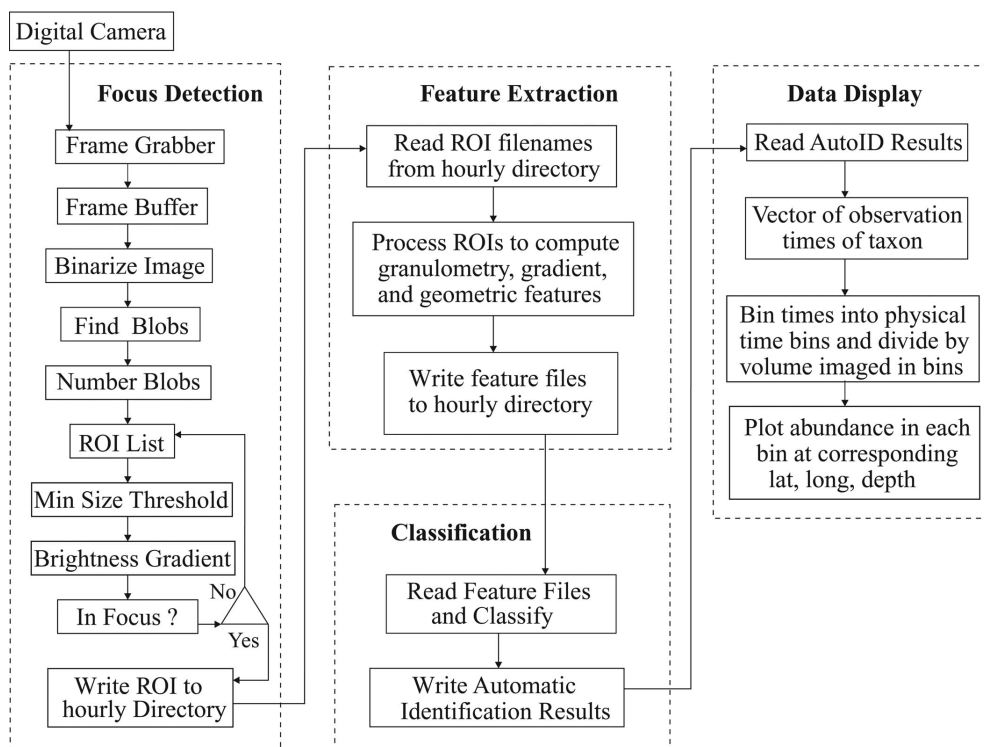 Digital Camera
Focus Detection
Frame Grabber
Frame Buffer
Binarize Image
Find Blobs
Number Blobs
ROI List
Min Size Threshold
Brightness Gradient
No
In Focus ?
Yes
Write ROI to
hourly Directory
Feature Extraction
Read ROI filenames
from hourly directory
Process ROIs to compute
granulometry, gradient,
and geometric features
Write feature files
to hourly directory
Classification
Read Feature Files
and Classify
Write Automatic
Identification Results
Data Display
Read AutoID Results
Vector of observation
times of taxon
Bin times into physical
time bins and divide by
volume imaged in bins
Plot abundance in each
bin at corresponding
lat, long, depth